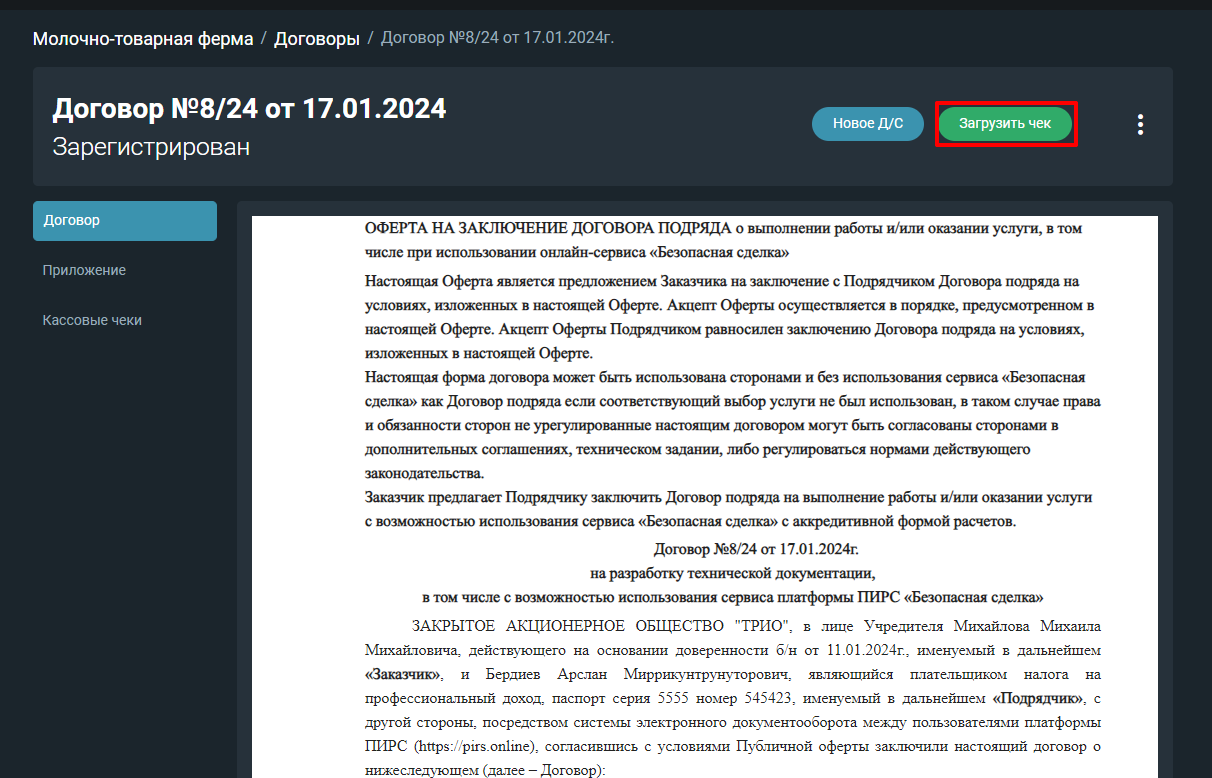 Молочно-товарная ферма / Договоры / Договор №8/24 от 17.01.2024г.
Договор №8/24 от 17.01.2024
Зарегистрирован
Новое Д/С
Загрузить чек
Договор
Приложение
Кассовые чеки
ОФЕРТА НА ЗАКЛЮЧЕНИЕ ДОГОВОРА ПОДРЯДА о выполнении работы и/или оказании услуги, в том
числе при использовании онлайн-сервиса «Безопасная сделка»
Настоящая Оферта является предложением Заказчика на заключение с Подрядчиком Договора подряда на
условиях, изложенных в настоящей Оферте. Акцепт Оферты осуществляется в порядке, предусмотренном в
настоящей Оферте. Акцепт Оферты Подрядчиком равносилен заключению Договора подряда на условиях,
изложенных в настоящей Оферте.
Настоящая форма договора может быть использована сторонами и без использования сервиса «Безопасная
сделка» как Договор подряда если соответствующий выбор услуги не был использован, в таком случае права
и обязанности сторон не урегулированные настоящим договором могут быть согласованы сторонами в
дополнительных соглашениях, техническом задании, либо регулироваться нормами действующего
законодательства.
Заказчик предлагает Подрядчику заключить Договор подряда на выполнение работы и/или оказании услуги
с возможностью использования сервиса «Безопасная сделка» с аккредитивной формой расчетов.
Договор №8/24 от 17.01.2024г.
на разработку технической документации,
в том числе с возможностью использования сервиса платформы ПИРС «Безопасная сделка»
ЗАКРЫТОЕ АКЦИОНЕРНОЕ ОБЩЕСТВО "ТРИО", в лице Учредителя Михайлова Михаила
Михайловича, действующего на основании доверенности б/н от 11.01.2024г., именуемый в дальнейшем
«Заказчик», и Бердиев Арслан Миррикунтрунуторович, являющийся плательщиком налога на
профессиональный доход, паспорт серия 5555 номер 545423, именуемый в дальнейшем «Подрядчик», с
другой стороны, посредством системы электронного документооборота между пользователями платформы
ПИРС (https://pirs.online), согласившись с условиями Публичной оферты заключили настоящий договор о
нижеследующем (далее – Договор):